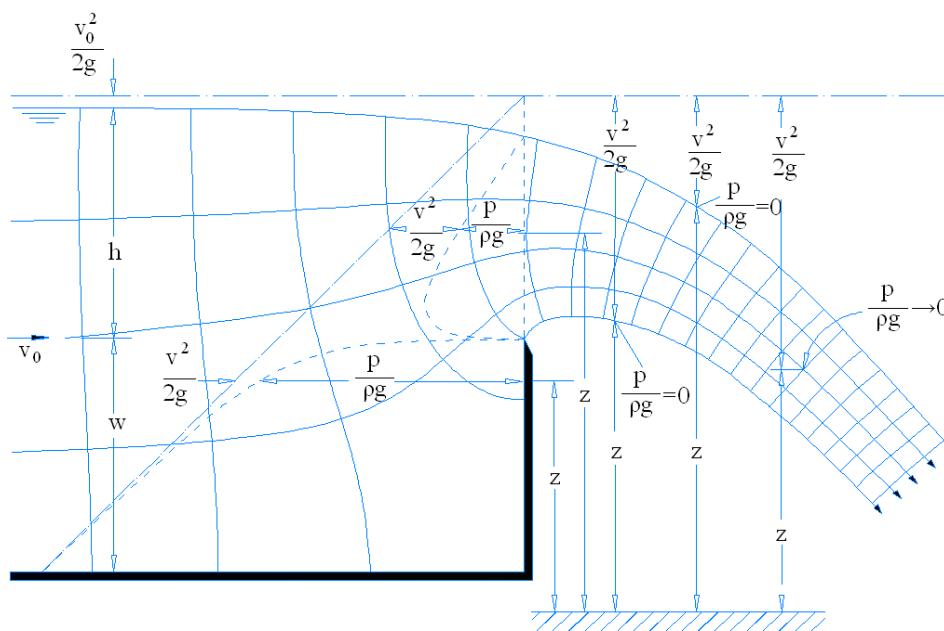 v₀²/2g
v²/2g
v²/2g
v²/2g
p/ρg=0
v²/2g
p/ρg
h
p/ρg→0
v₀
v²/2g
p/ρg
p/ρg=0
w
z
z
z
z
z